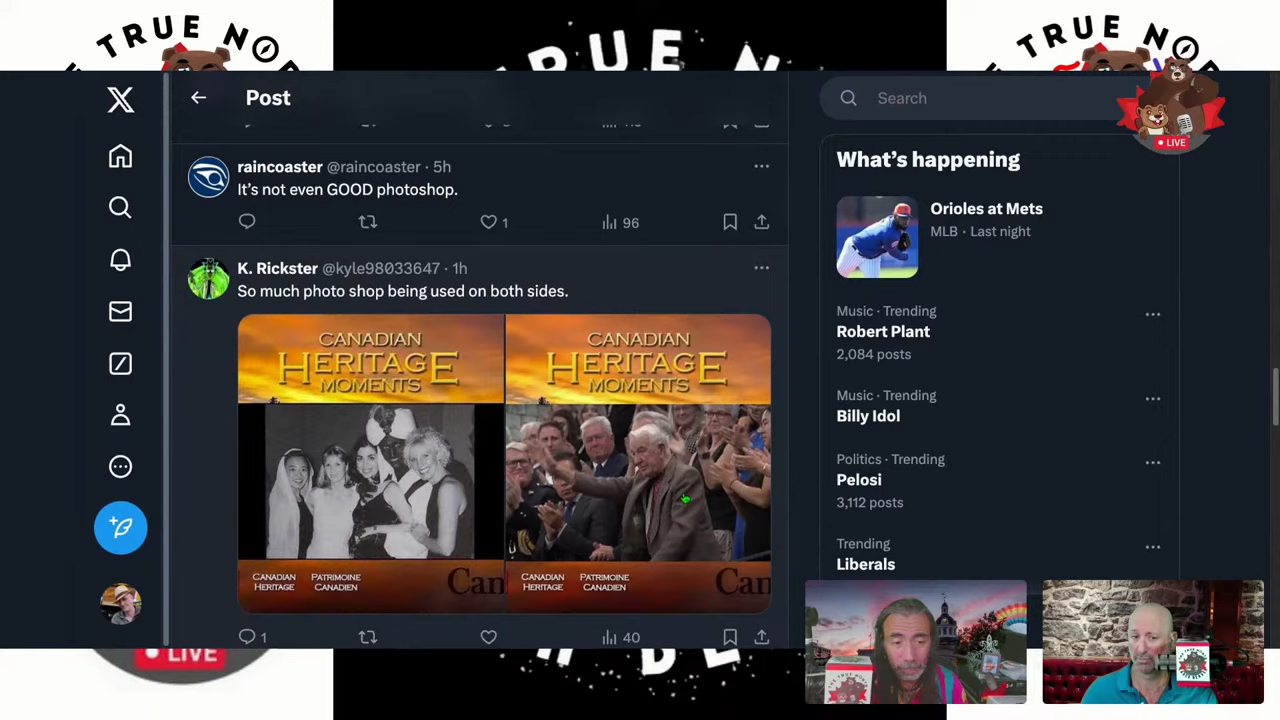 TRUE NOR
TRUE NO
TRUE NO
LIVE
Post
Search
raincoaster @raincoaster · 5h
It's not even GOOD photoshop.
1
96
K. Rickster @kyle98033647 · 1h
So much photo shop being used on both sides.
CANADIAN
HERITAGE
MOMENTS
CANADIAN
HERITAGE
PATRIMOINE
CANADIEN
Can
CANADIAN
HERITAGE
MOMENTS
CANADIAN
HERITAGE
PATRIMOINE
CANADIEN
Can
1
40
What's happening
Orioles at Mets
MLB · Last night
Music · Trending
Robert Plant
2,084 posts
Music · Trending
Billy Idol
Politics · Trending
Pelosi
3,112 posts
Trending
Liberals
LIVE